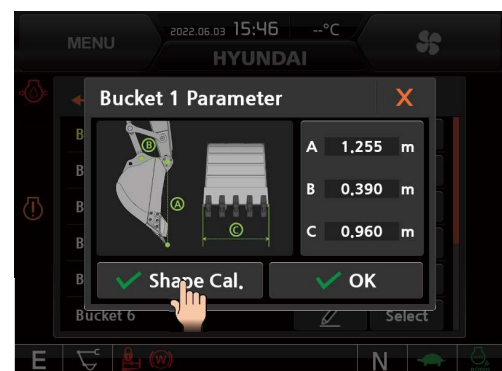 MENU
2022.06.03 15:46 --°C
HYUNDAI
Bucket 1 Parameter X
B
A
C
A 1.255 m
B 0.390 m
C 0.960 m
B
B
B
B
B
Shape Cal. OK
Bucket 6 Select
E C (W) N